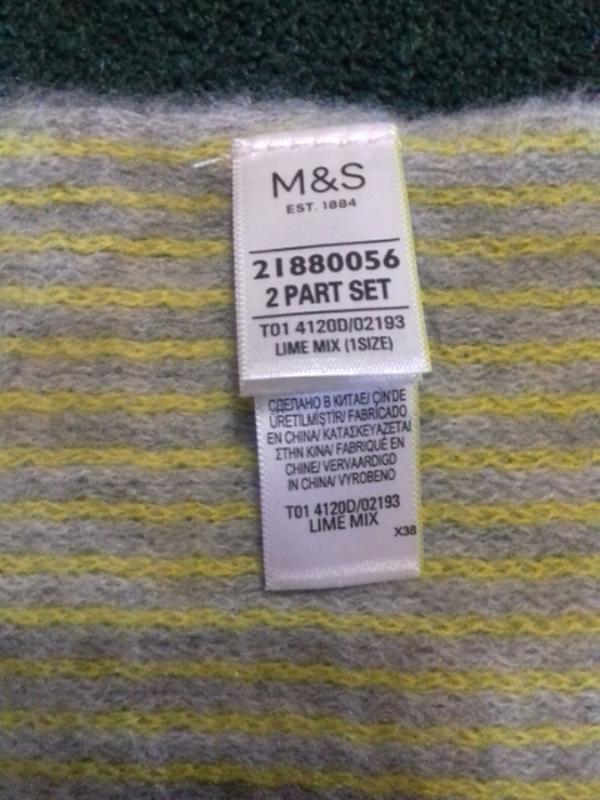 M&S
EST. 1884
21880056
2 PART SET
T01 4120D/02193
LIME MIX (1SIZE)
СДЕЛАНО В КИТАЕ/ ÇİN'DE
ÜRETİLMİŞTİR/ FABRICADO
EN CHINA/ ΚΑΤΑΣΚΕΥΑΖΕΤΑΙ
ΣΤΗΝ ΚΙΝΑ/ FABRIQUÉ EN
CHINE/ VERVAARDIGD
IN CHINA/ VYROBENO
T01 4120D/02193
LIME MIX
X38